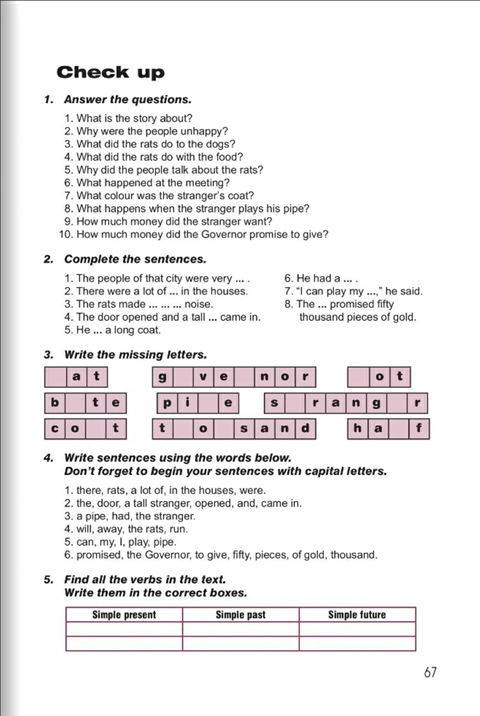 Check up
1. Answer the questions.
1. What is the story about?
2. Why were the people unhappy?
3. What did the rats do to the dogs?
4. What did the rats do with the food?
5. Why did the people talk about the rats?
6. What happened at the meeting?
7. What colour was the stranger's coat?
8. What happens when the stranger plays his pipe?
9. How much money did the stranger want?
10. How much money did the Governor promise to give?
2. Complete the sentences.
1. The people of that city were very ... .
2. There were a lot of ... in the houses.
3. The rats made ... ... ... noise.
4. The door opened and a tall ... came in.
5. He ... a long coat.
6. He had a ... .
7. "I can play my ...," he said.
8. The ... promised fifty
thousand pieces of gold.
3. Write the missing letters.
a t g v e n o r o t
b t e p i e s r a n g r
c o t t o s a n d h a f
4. Write sentences using the words below.
Don't forget to begin your sentences with capital letters.
1. there, rats, a lot of, in the houses, were.
2. the, door, a tall stranger, opened, and, came in.
3. a pipe, had, the stranger.
4. will, away, the rats, run.
5. can, my, I, play, pipe.
6. promised, the Governor, to give, fifty, pieces, of gold, thousand.
5. Find all the verbs in the text.
Write them in the correct boxes.
Simple present Simple past Simple future
67